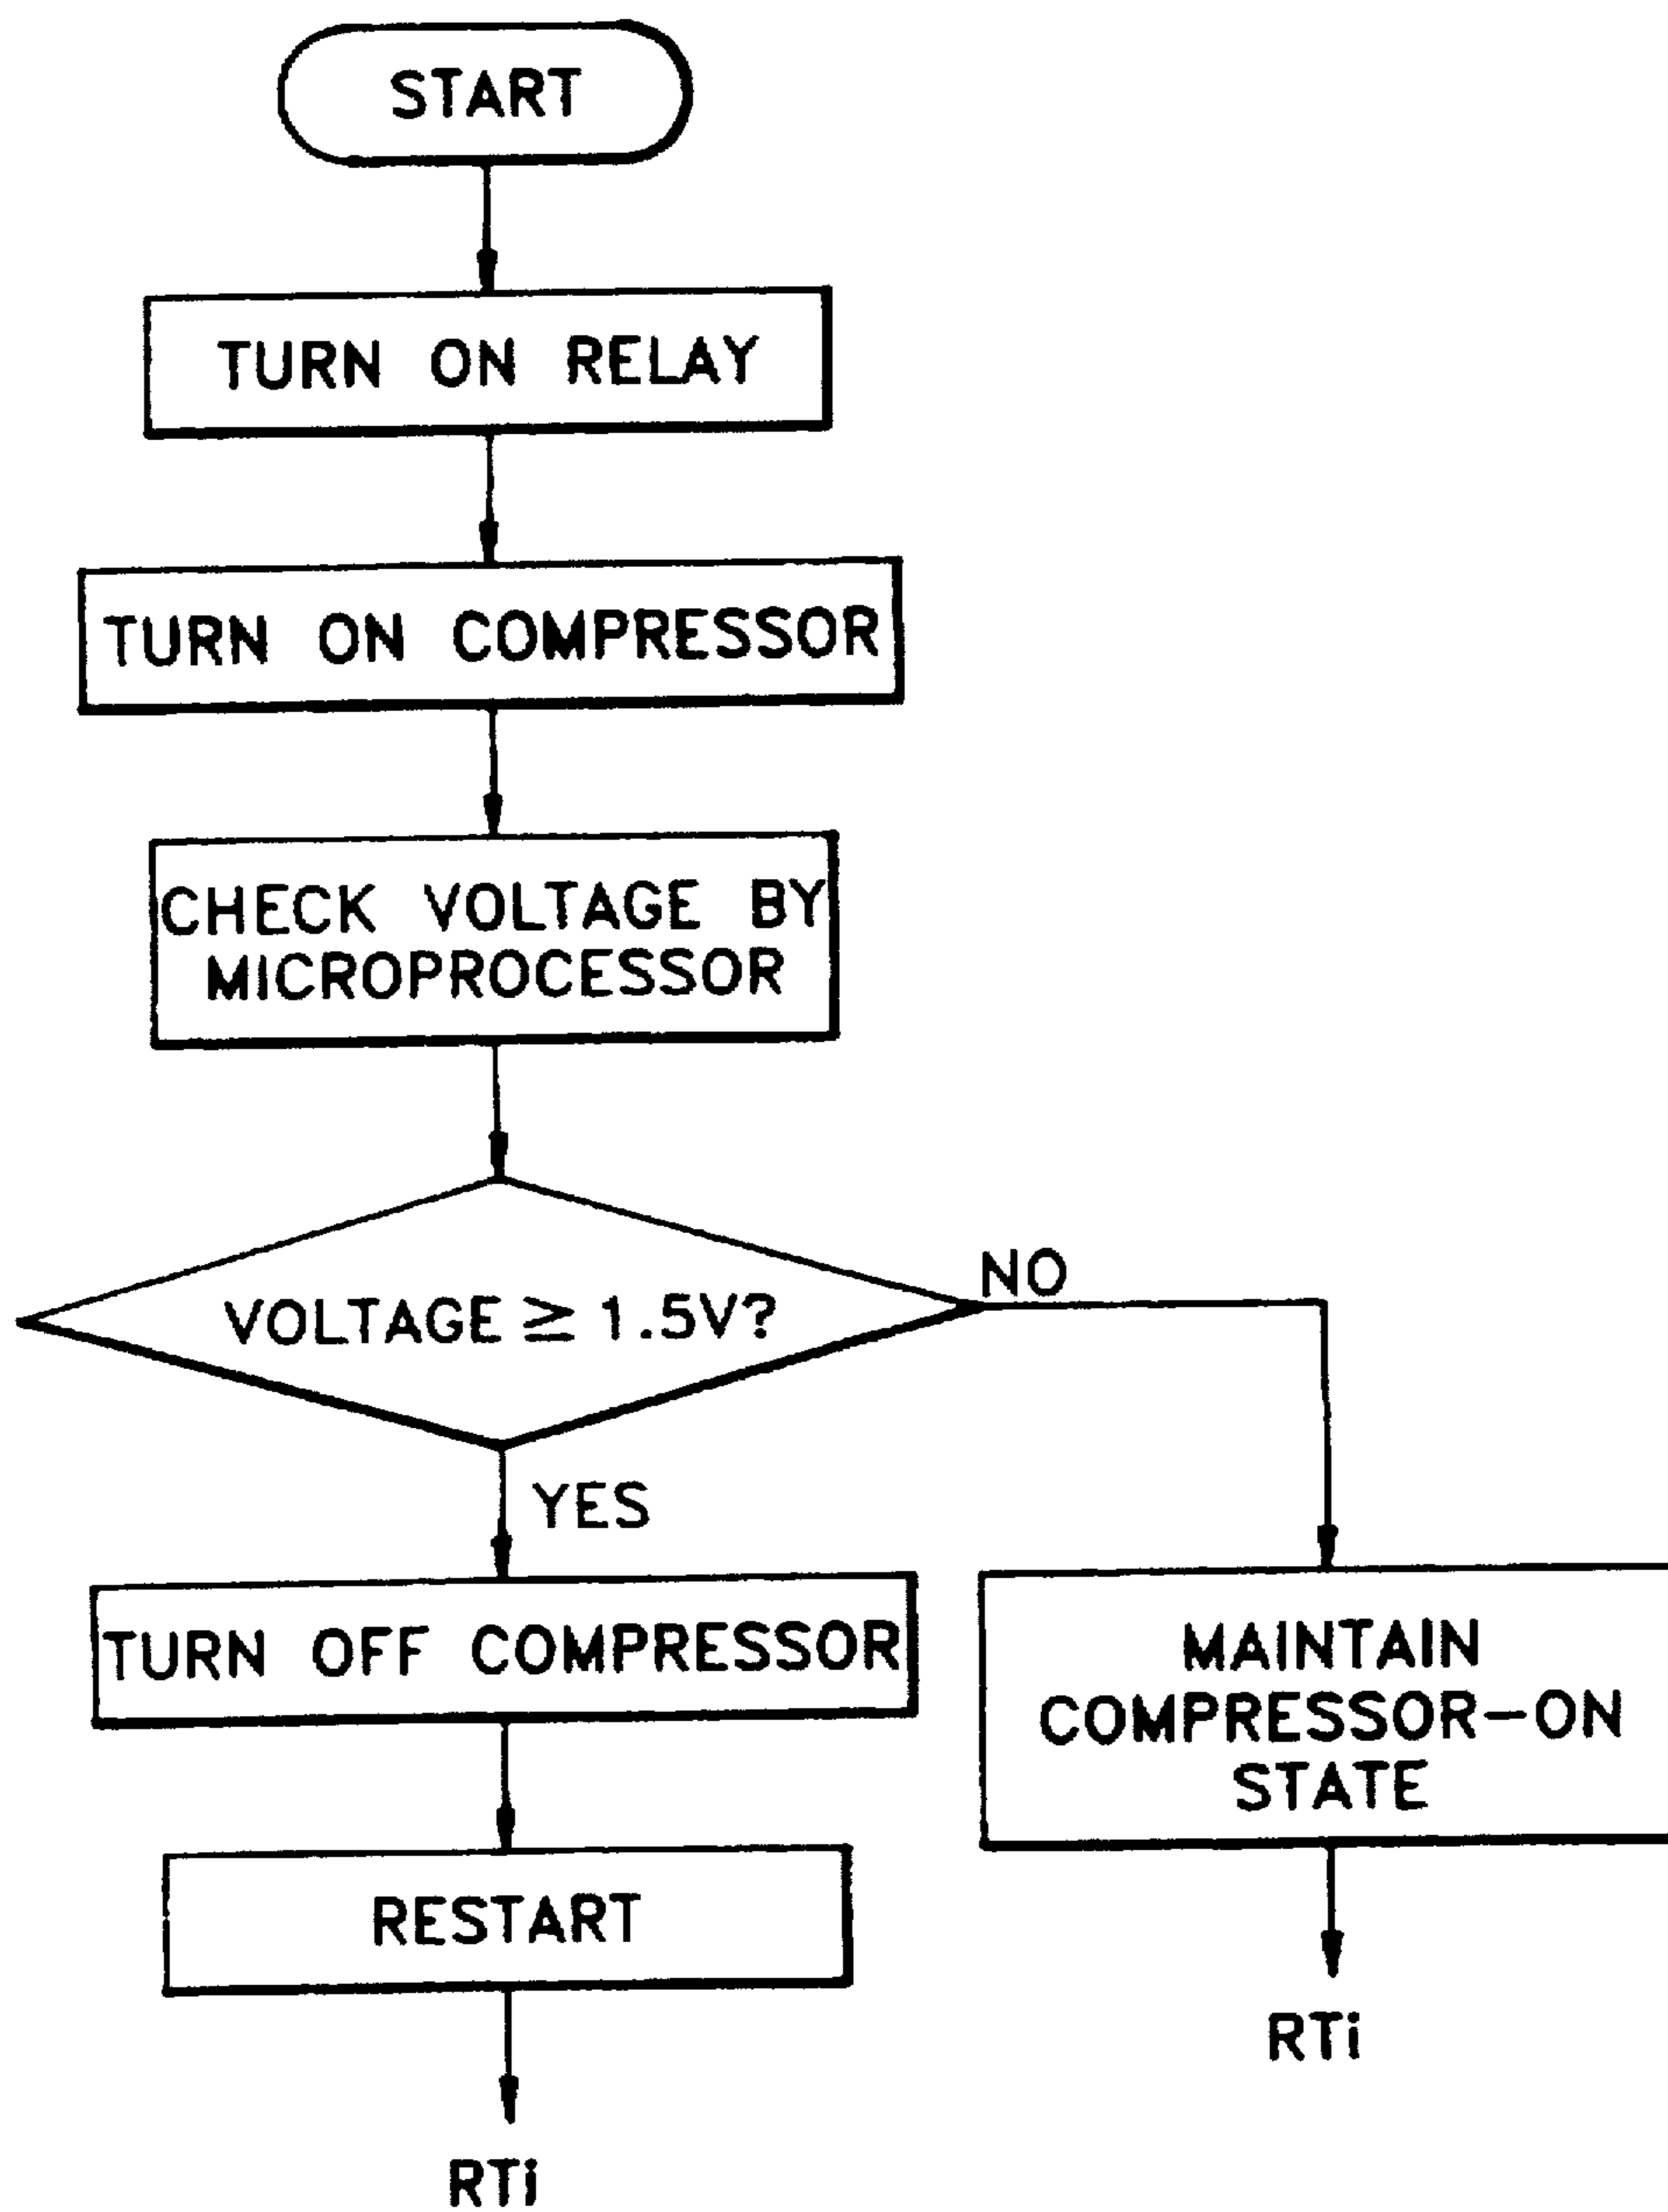 START
TURN ON RELAY
TURN ON COMPRESSOR
CHECK VOLTAGE BY
MICROPROCESSOR
VOLTAGE ≧ 1.5V?
NO
YES
TURN OFF COMPRESSOR
MAINTAIN
COMPRESSOR-ON
STATE
RESTART
RTi
RTi